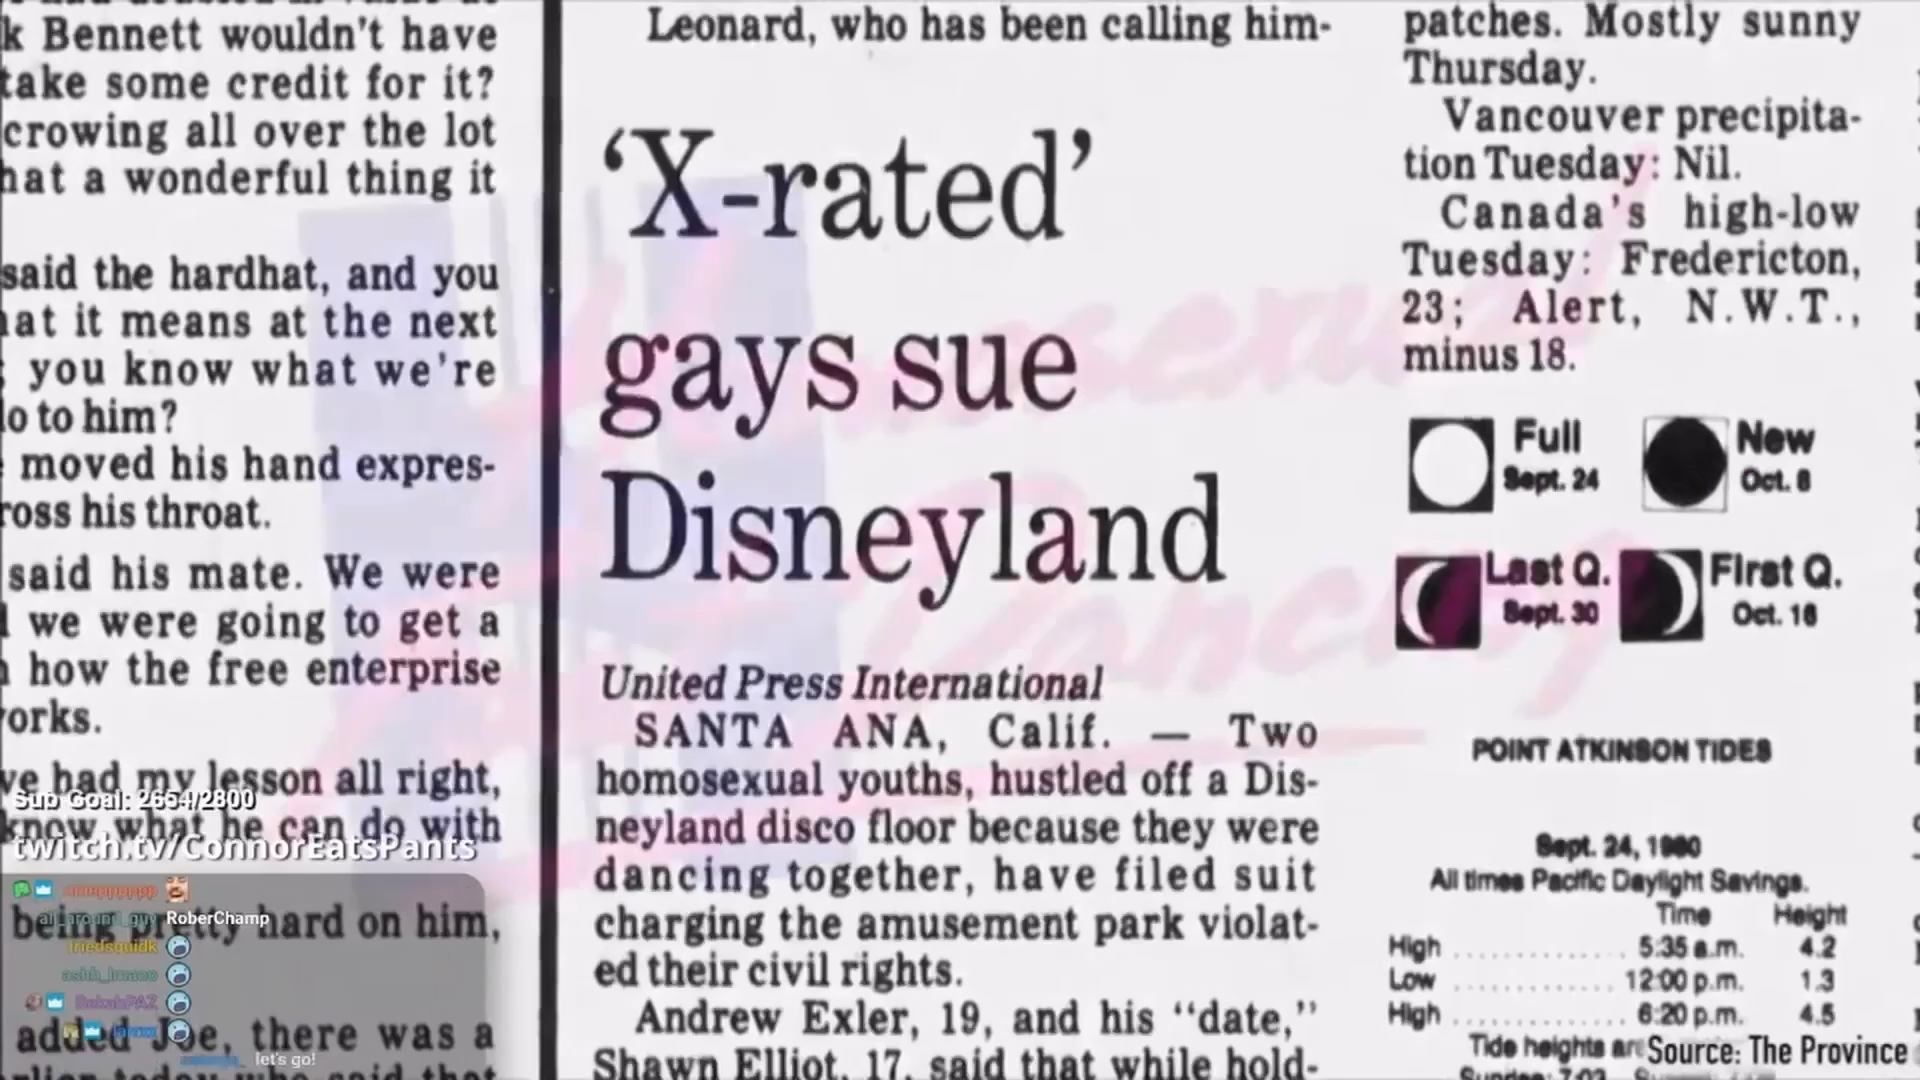 k Bennett wouldn't have
take some credit for it?
crowing all over the lot
hat a wonderful thing it
said the hardhat, and you
at it means at the next
you know what we're
o to him?
moved his hand expres-
ross his throat.
said his mate. We were
we were going to get a
how the free enterprise
orks.
ve had my lesson all right,
know what he can do with
being pretty hard on him,
added Joe, there was a
Leonard, who has been calling him-
'X-rated'
gays sue
Disneyland
United Press International
SANTA ANA, Calif. — Two
homosexual youths, hustled off a Dis-
neyland disco floor because they were
dancing together, have filed suit
charging the amusement park violat-
ed their civil rights.
Andrew Exler, 19, and his "date,"
Shawn Elliot, 17, said that while hold-
patches. Mostly sunny
Thursday.
Vancouver precipita-
tion Tuesday: Nil.
Canada's high-low
Tuesday: Fredericton,
23; Alert, N.W.T.,
minus 18.
Full
Sept. 24
New
Oct. 8
Last Q.
Sept. 30
First Q.
Oct. 16
POINT ATKINSON TIDES
Sept. 24, 1980
All times Pacific Daylight Savings.
Time Height
High 5:35 a.m. 4.2
Low 12:00 p.m. 1.3
High 6:20 p.m. 4.5
Tide heights are
Source: The Province
Sub Goal: 2654/2800
twitch.tv/ConnorEatsPants
all_around_guy RoberChamp
friedsquidk
ashh_lmaoo
let's go!